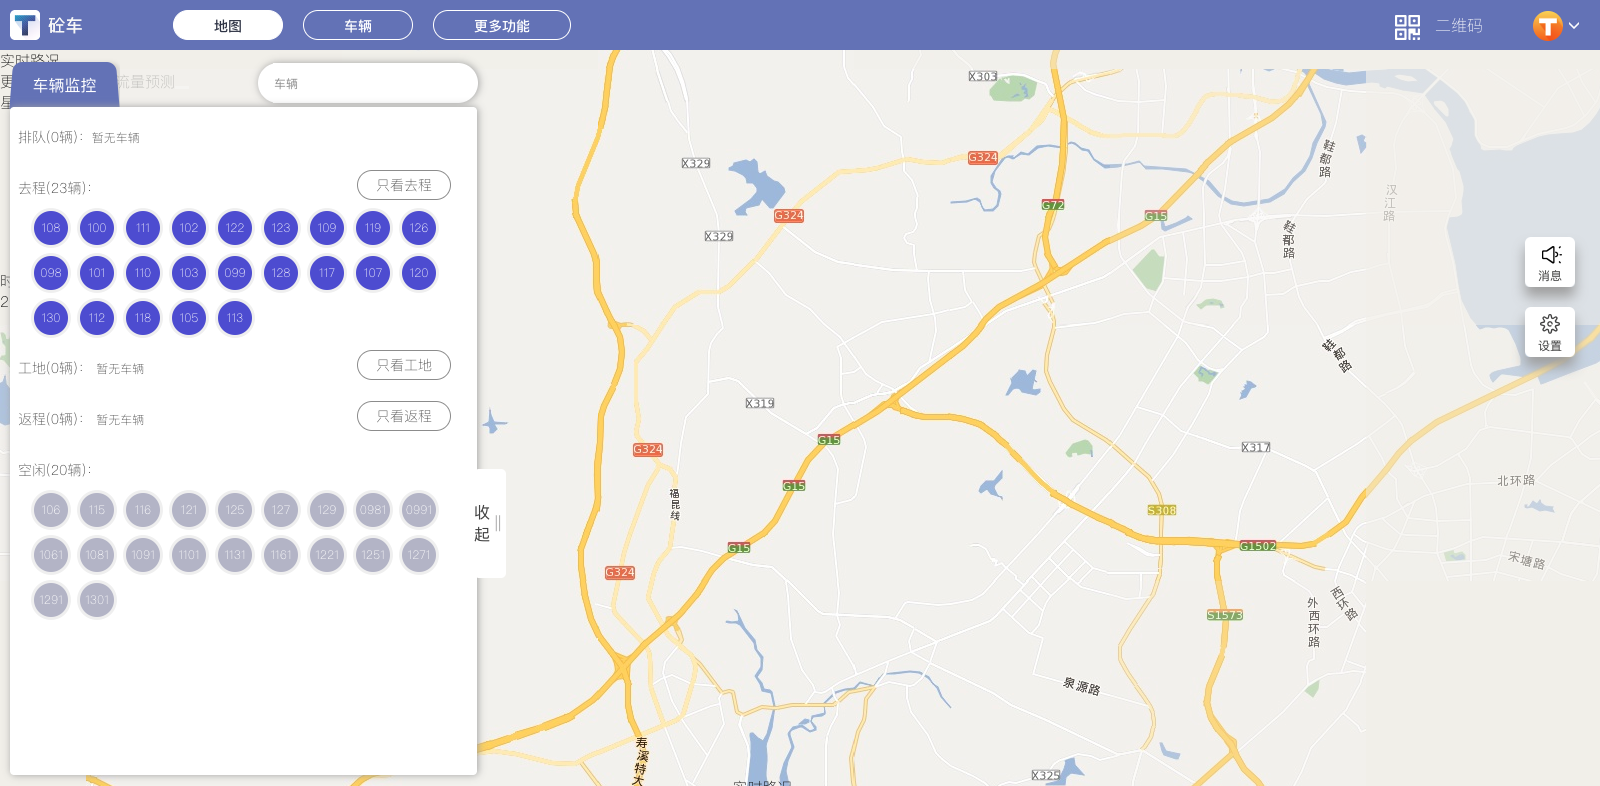 砼车
地图
车辆
更多功能
二维码
实时路况
更
流量预测
车辆监控
车辆
排队(0辆)： 暂无车辆
去程(23辆)：
只看去程
108 100 111 102 122 123 109 119 126
098 101 110 103 099 128 117 107 120
130 112 118 105 113
工地(0辆)： 暂无车辆
只看工地
返程(0辆)： 暂无车辆
只看返程
空闲(20辆)：
106 115 116 121 125 127 129 0981 0991
1061 1081 1091 1101 1131 1161 1221 1251 1271
1291 1301
收起
消息
设置
X303
X329
G324
鞋都路
汉江路
G72
G15
G324
X329
鞋都路
鞋都路
X319
G15
G324
X317
G15
北环路
福昆线
S308
G15
G1502
宋塘路
G324
西环路
外西环路
S1573
泉源路
寿溪特大
X325
实时路况